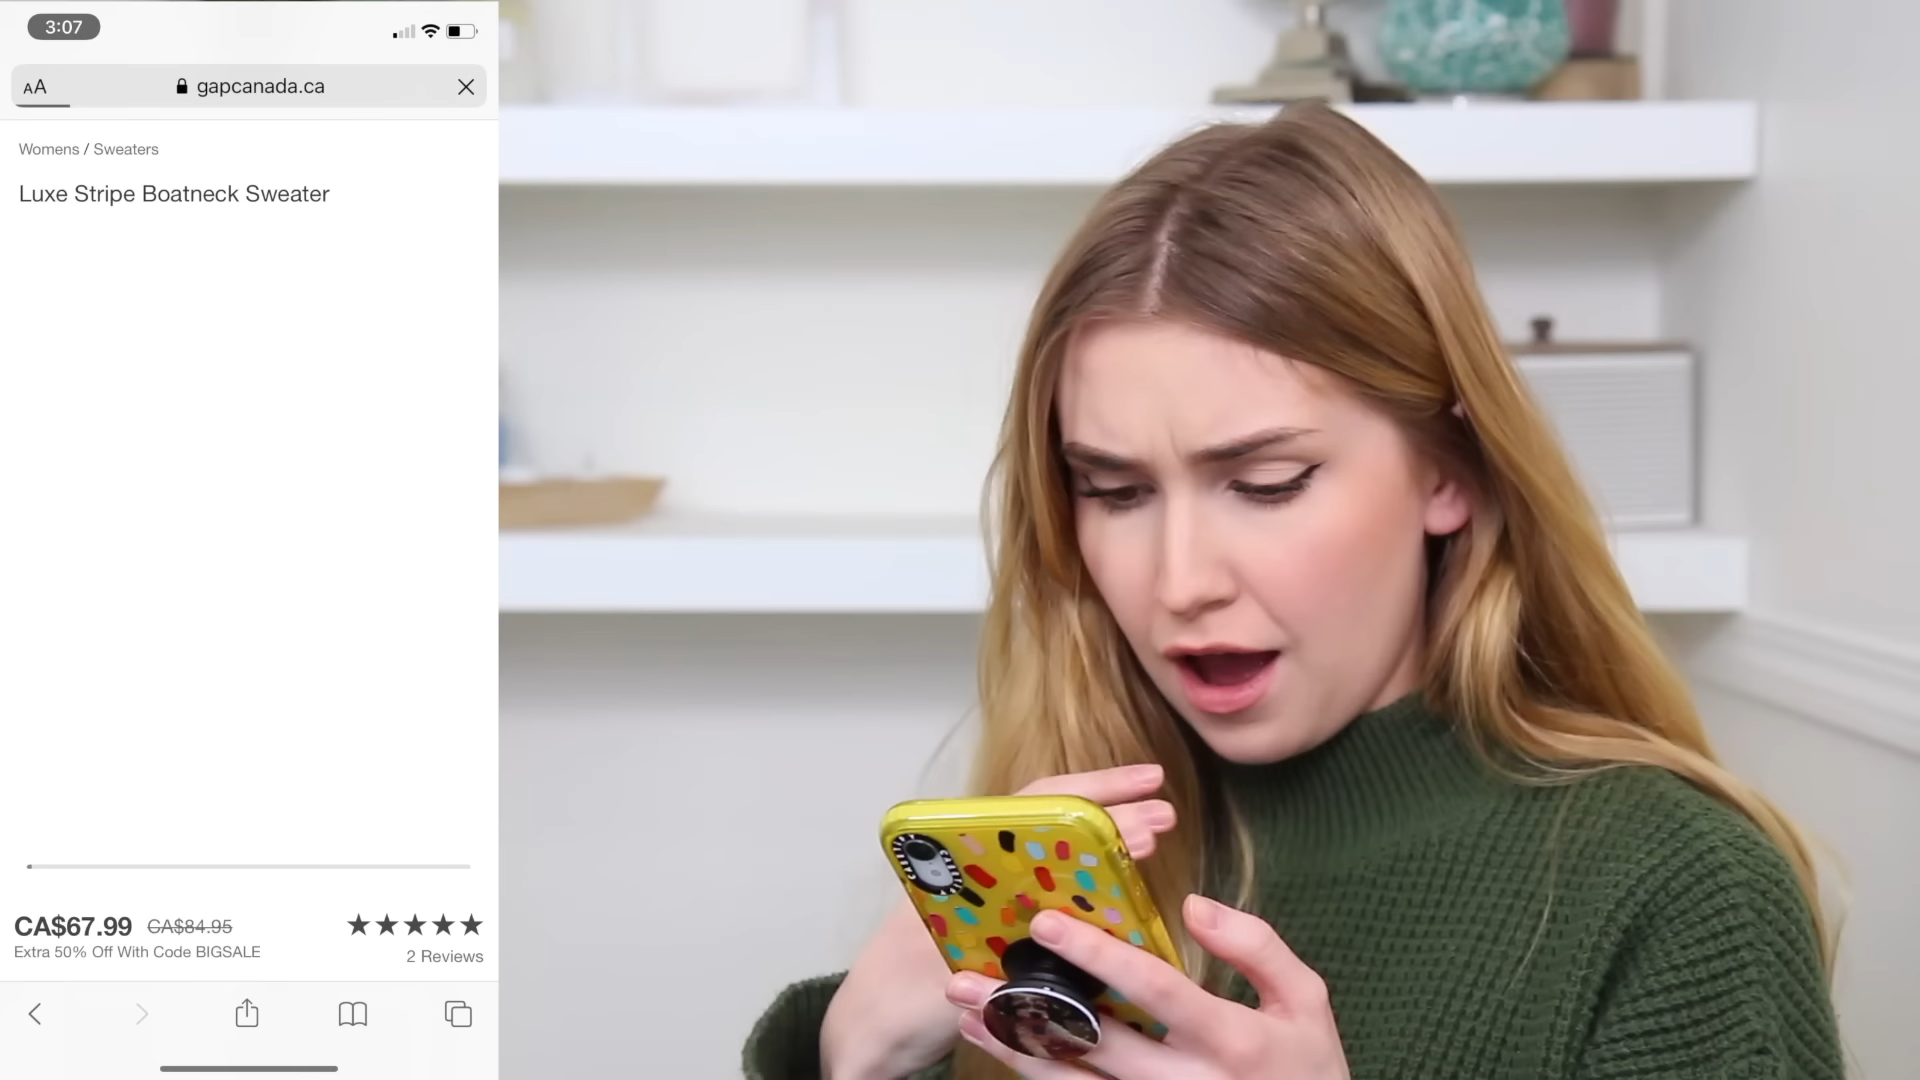 3:07
AA
gapcanada.ca
Womens / Sweaters
Luxe Stripe Boatneck Sweater
CA$67.99 CA$84.95
Extra 50% Off With Code BIGSALE
2 Reviews